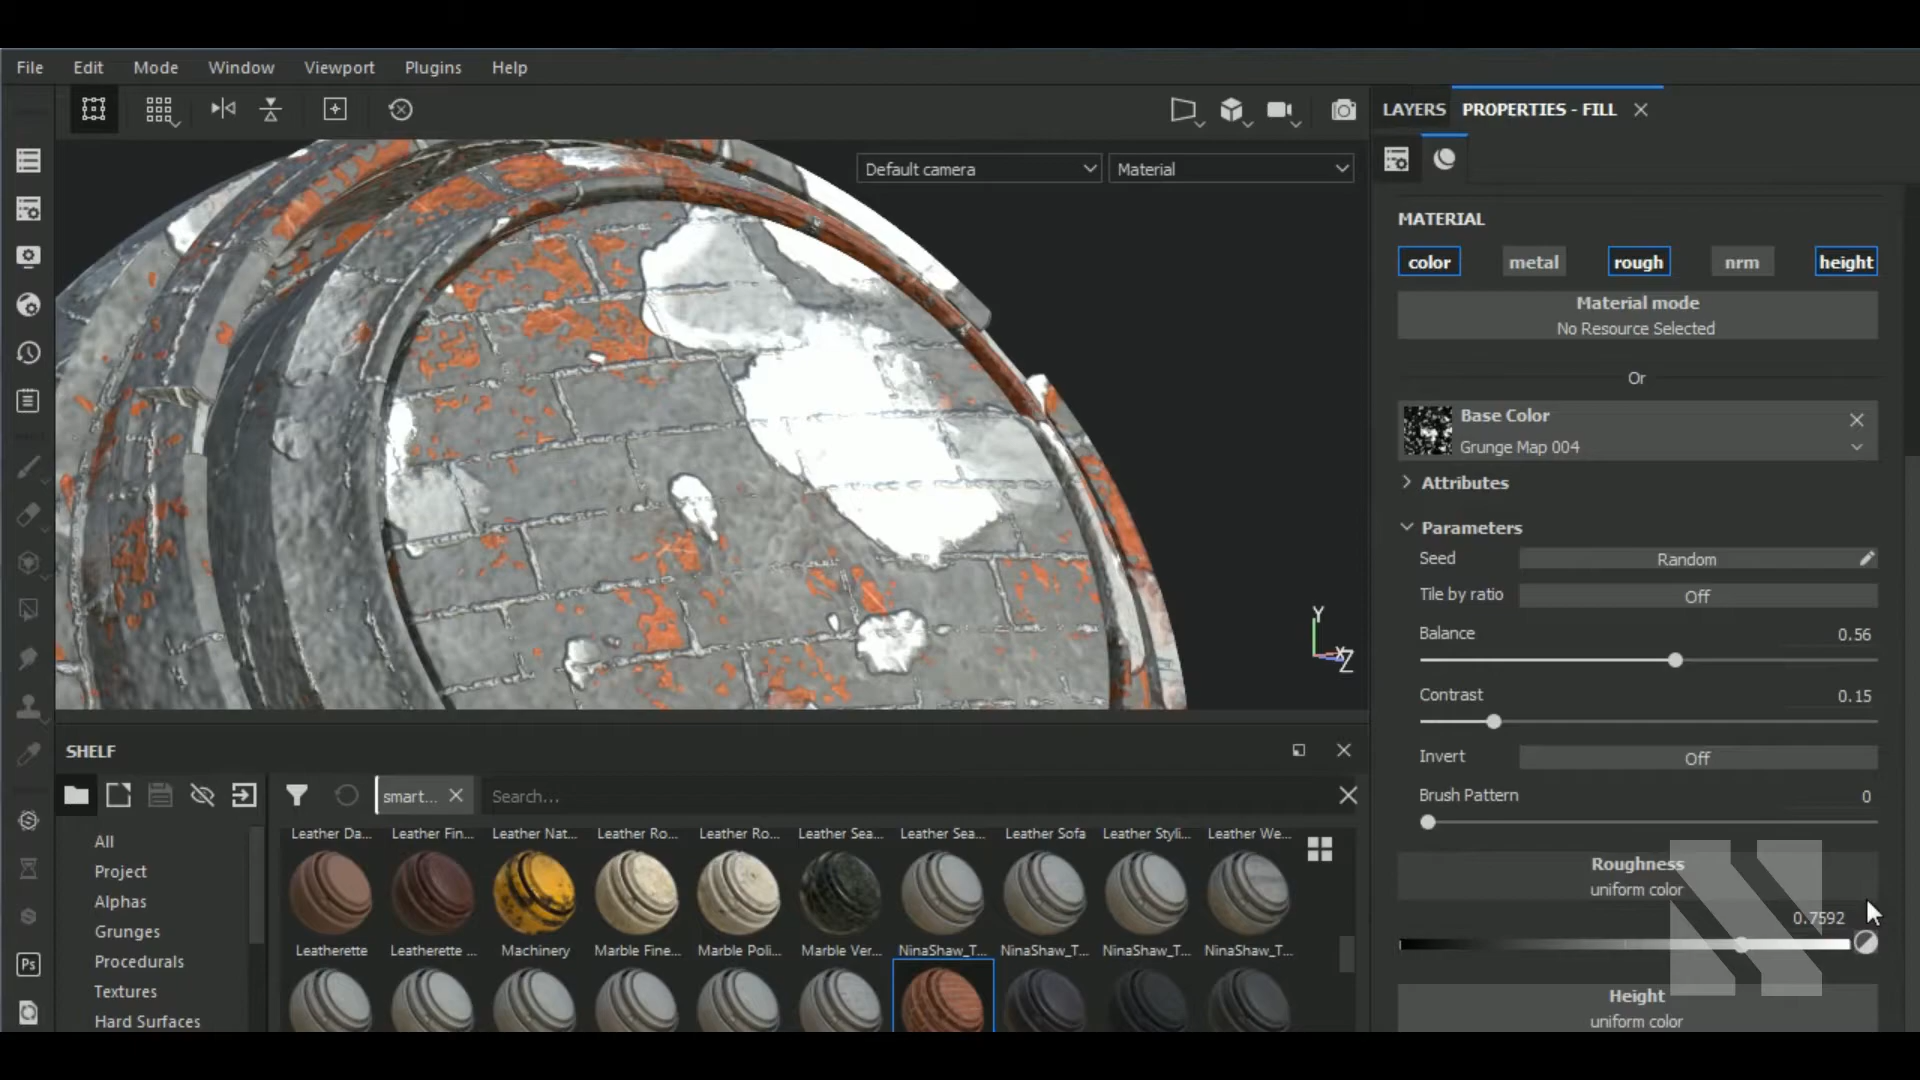 File Edit Mode Window Viewport Plugins Help
LAYERS PROPERTIES - FILL
Default camera Material
MATERIAL
color metal rough nrm height
Material mode
No Resource Selected
Or
Base Color
Grunge Map 004
Attributes
Parameters
Seed Random
Tile by ratio Off
Balance 0.56
Contrast 0.15
Invert Off
Brush Pattern 0
Roughness
uniform color
0.7592
Height
uniform color
Y
X
Z
SHELF
smart... Search...
All
Project
Alphas
Grunges
Procedurals
Textures
Hard Surfaces
Leather Da... Leather Fin... Leather Nat... Leather Ro... Leather Ro... Leather Sea... Leather Sea... Leather Sofa Leather Styli... Leather We...
Leatherette Leatherette ... Machinery Marble Fine... Marble Poli... Marble Ver... NinaShaw_T... NinaShaw_T... NinaShaw_T... NinaShaw_T...
Ps